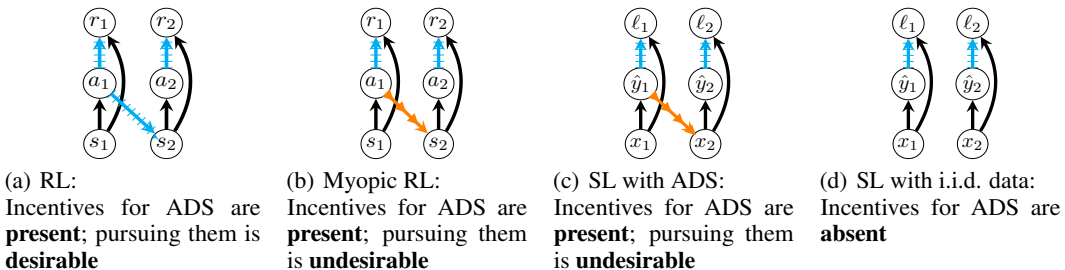 r₁ r₂
a₁ a₂
s₁ s₂
(a) RL:
Incentives for ADS are
present; pursuing them is
desirable
r₁ r₂
a₁ a₂
s₁ s₂
(b) Myopic RL:
Incentives for ADS are
present; pursuing them
is undesirable
ℓ₁ ℓ₂
ŷ₁ ŷ₂
x₁ x₂
(c) SL with ADS:
Incentives for ADS are
present; pursuing them
is undesirable
ℓ₁ ℓ₂
ŷ₁ ŷ₂
x₁ x₂
(d) SL with i.i.d. data:
Incentives for ADS are
absent